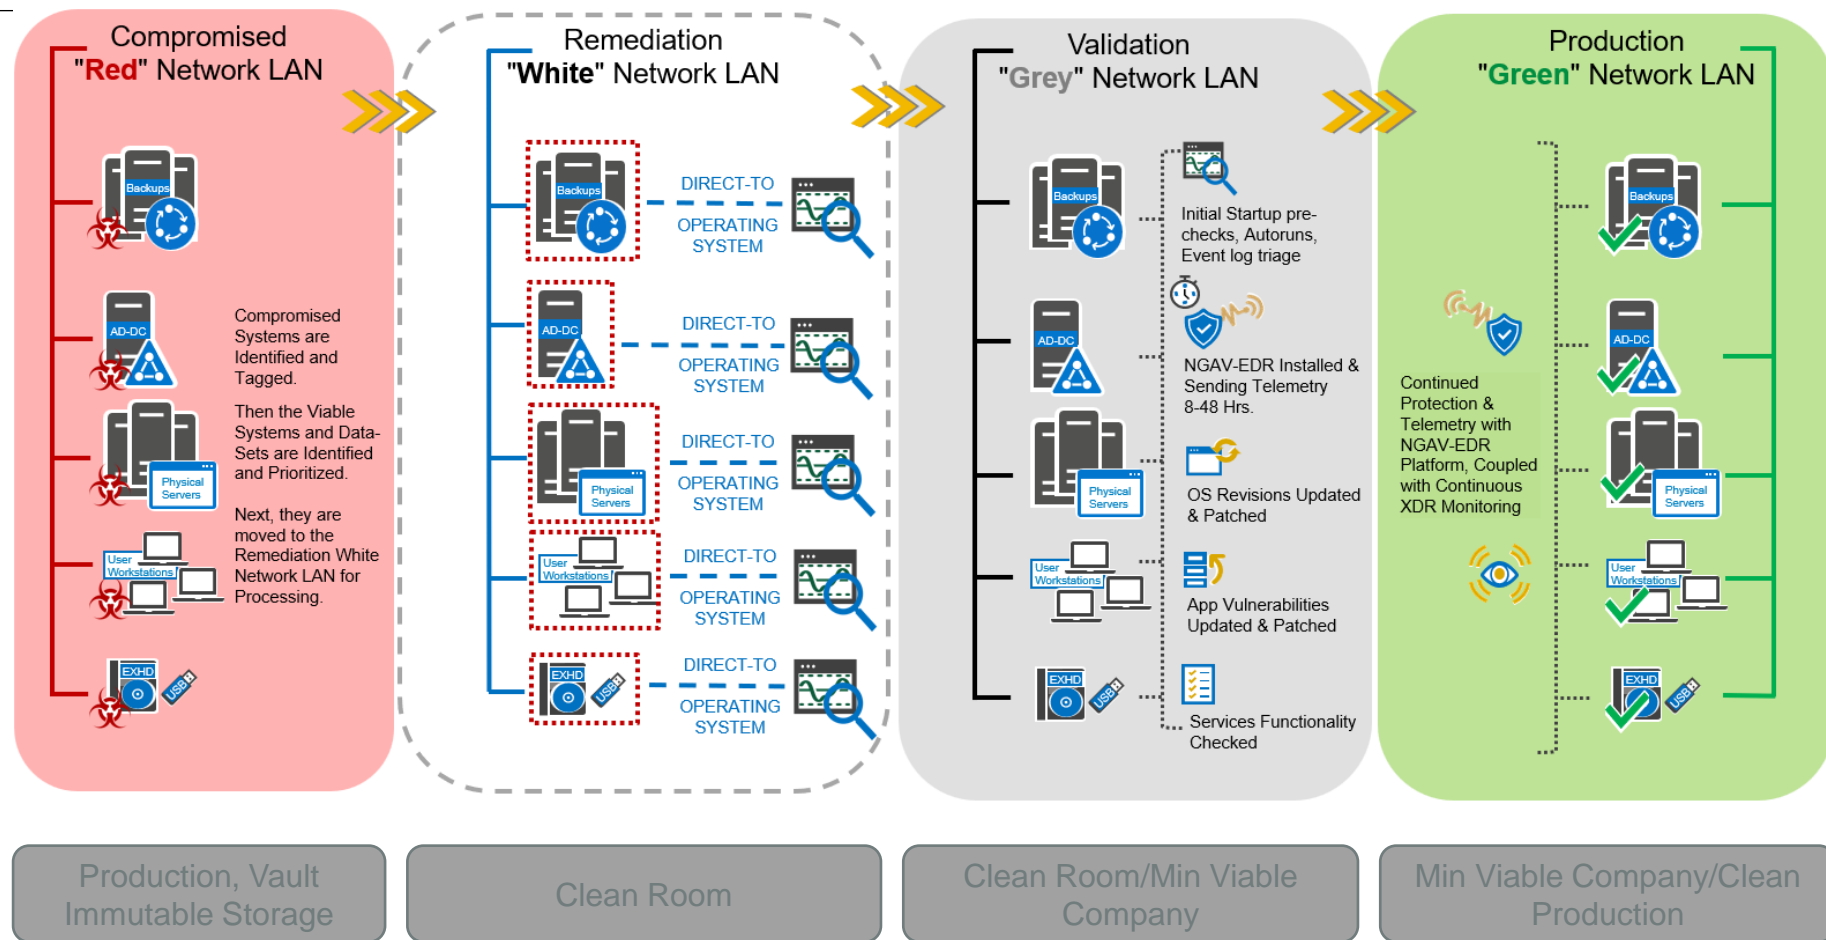 Compromised
"Red" Network LAN
Backups
AD-DC
Compromised
Systems are
Identified and
Tagged.
Then the Viable
Systems and Data-
Sets are Identified
and Prioritized.
Physical
Servers
Next, they are
moved to the
Remediation White
Network LAN for
Processing.
User
Workstations
EXHD
USB
Remediation
"White" Network LAN
Backups
DIRECT-TO
OPERATING
SYSTEM
AD-DC
DIRECT-TO
OPERATING
SYSTEM
Physical
Servers
DIRECT-TO
OPERATING
SYSTEM
User
Workstations
DIRECT-TO
OPERATING
SYSTEM
EXHD
USB
DIRECT-TO
OPERATING
SYSTEM
Validation
"Grey" Network LAN
Backups
Initial Startup pre-
checks, Autoruns,
Event log triage
AD-DC
NGAV-EDR Installed &
Sending Telemetry
8-48 Hrs.
Physical
Servers
OS Revisions Updated
& Patched
User
Workstations
App Vulnerabilities
Updated & Patched
EXHD
USB
Services Functionality
Checked
Production
"Green" Network LAN
Backups
AD-DC
Continued
Protection &
Telemetry with
NGAV-EDR
Platform, Coupled
with Continuous
XDR Monitoring
Physical
Servers
User
Workstations
EXHD
USB
Production, Vault
Immutable Storage
Clean Room
Clean Room/Min Viable
Company
Min Viable Company/Clean
Production